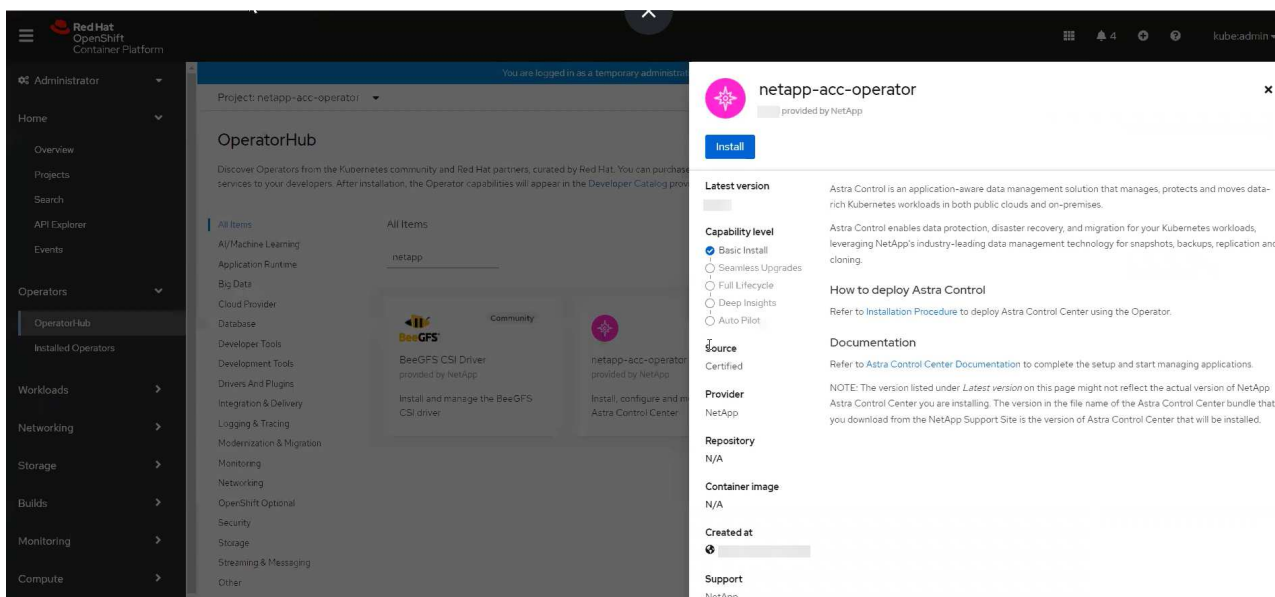 Red Hat
OpenShift
Container Platform
4
kube:admin
Administrator
Home
Overview
Projects
Search
API Explorer
Events
Operators
OperatorHub
Installed Operators
Workloads
Networking
Storage
Builds
Monitoring
Compute
You are logged in as a temporary administrat
Project: netapp-acc-operator
OperatorHub
Discover Operators from the Kubernetes community and Red Hat partners, curated by Red Hat. You can purchase
services to your developers. After installation, the Operator capabilities will appear in the Developer Catalog prov
All Items
AI/Machine Learning
Application Runtime
Big Data
Cloud Provider
Database
Developer Tools
Development Tools
Drivers And Plugins
Integration & Delivery
Logging & Tracing
Modernization & Migration
Monitoring
Networking
OpenShift Optional
Security
Storage
Streaming & Messaging
Other
All Items
netapp
Community
BeeGFS
BeeGFS CSI Driver
provided by NetApp
Install and manage the BeeGFS
CSI driver
netapp-acc-operator
provided by NetApp
Install, configure and m
Astra Control Center
netapp-acc-operator
provided by NetApp
Install
Latest version
Capability level
Basic Install
Seamless Upgrades
Full Lifecycle
Deep Insights
Auto Pilot
Source
Certified
Provider
NetApp
Repository
N/A
Container image
N/A
Created at
Support
NetApp
Astra Control is an application-aware data management solution that manages, protects and moves data-
rich Kubernetes workloads in both public clouds and on-premises.
Astra Control enables data protection, disaster recovery, and migration for your Kubernetes workloads,
leveraging NetApp's industry-leading data management technology for snapshots, backups, replication and
cloning.
How to deploy Astra Control
Refer to Installation Procedure to deploy Astra Control Center using the Operator.
Documentation
Refer to Astra Control Center Documentation to complete the setup and start managing applications.
NOTE: The version listed under Latest version on this page might not reflect the actual version of NetApp
Astra Control Center you are installing. The version in the file name of the Astra Control Center bundle that
you download from the NetApp Support Site is the version of Astra Control Center that will be installed.